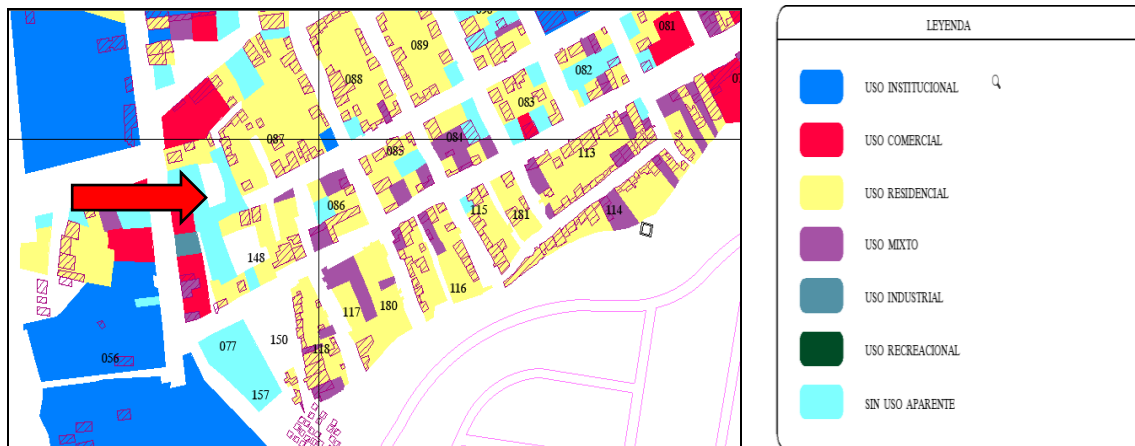 081
089
082
088
083
087
084
085
113
086
115
181
114
148
116
117
180
150
118
077
056
157
LEYENDA
USO INSTITUCIONAL
USO COMERCIAL
USO RESIDENCIAL
USO MIXTO
USO INDUSTRIAL
USO RECREACIONAL
SIN USO APARENTE